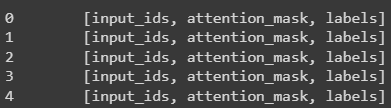 0 [input_ids, attention_mask, labels]
1 [input_ids, attention_mask, labels]
2 [input_ids, attention_mask, labels]
3 [input_ids, attention_mask, labels]
4 [input_ids, attention_mask, labels]